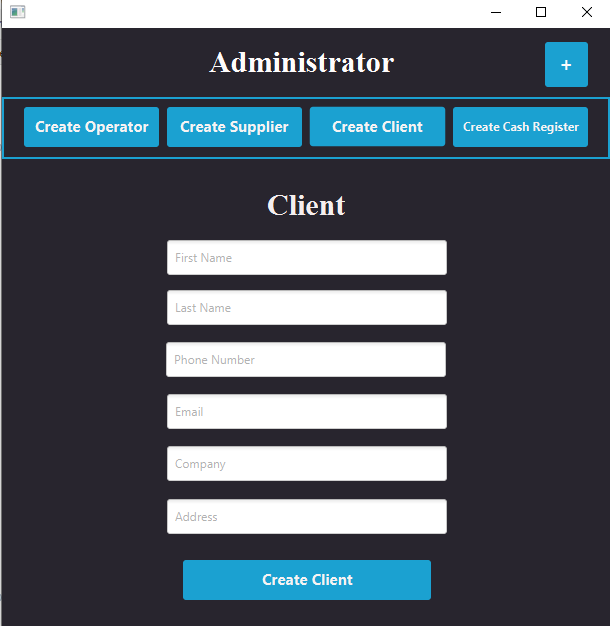 Administrator
+
Create Operator
Create Supplier
Create Client
Create Cash Register
Client
First Name
Last Name
Phone Number
Email
Company
Address
Create Client